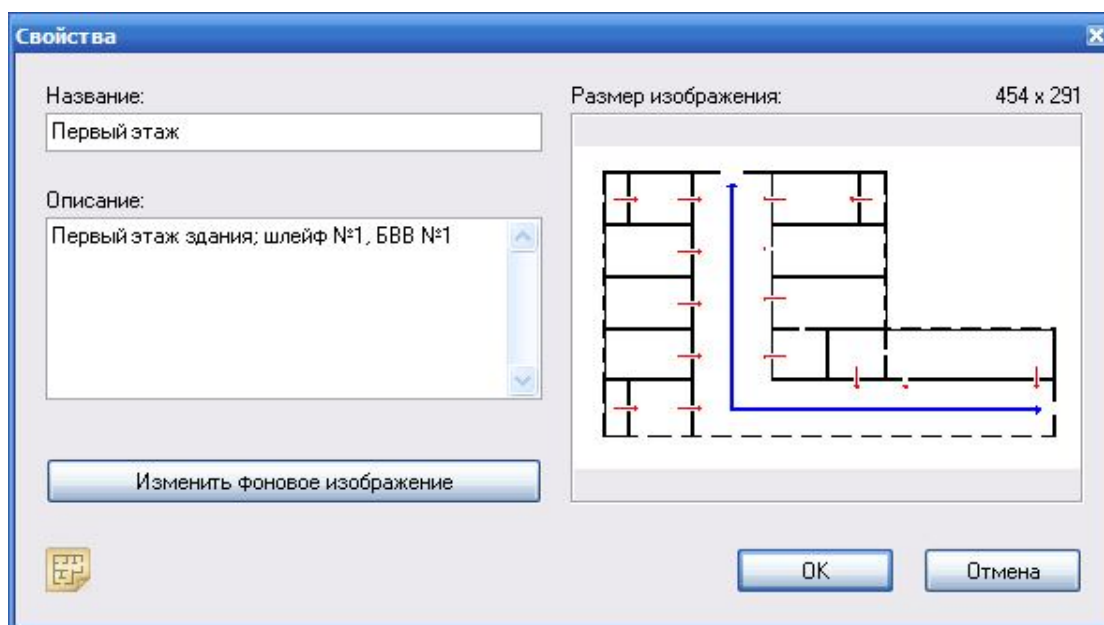 Свойства
Название:
Первый этаж
Описание:
Первый этаж здания; шлейф №1, БВВ №1
Изменить фоновое изображение
Размер изображения: 454 x 291
OK
Отмена